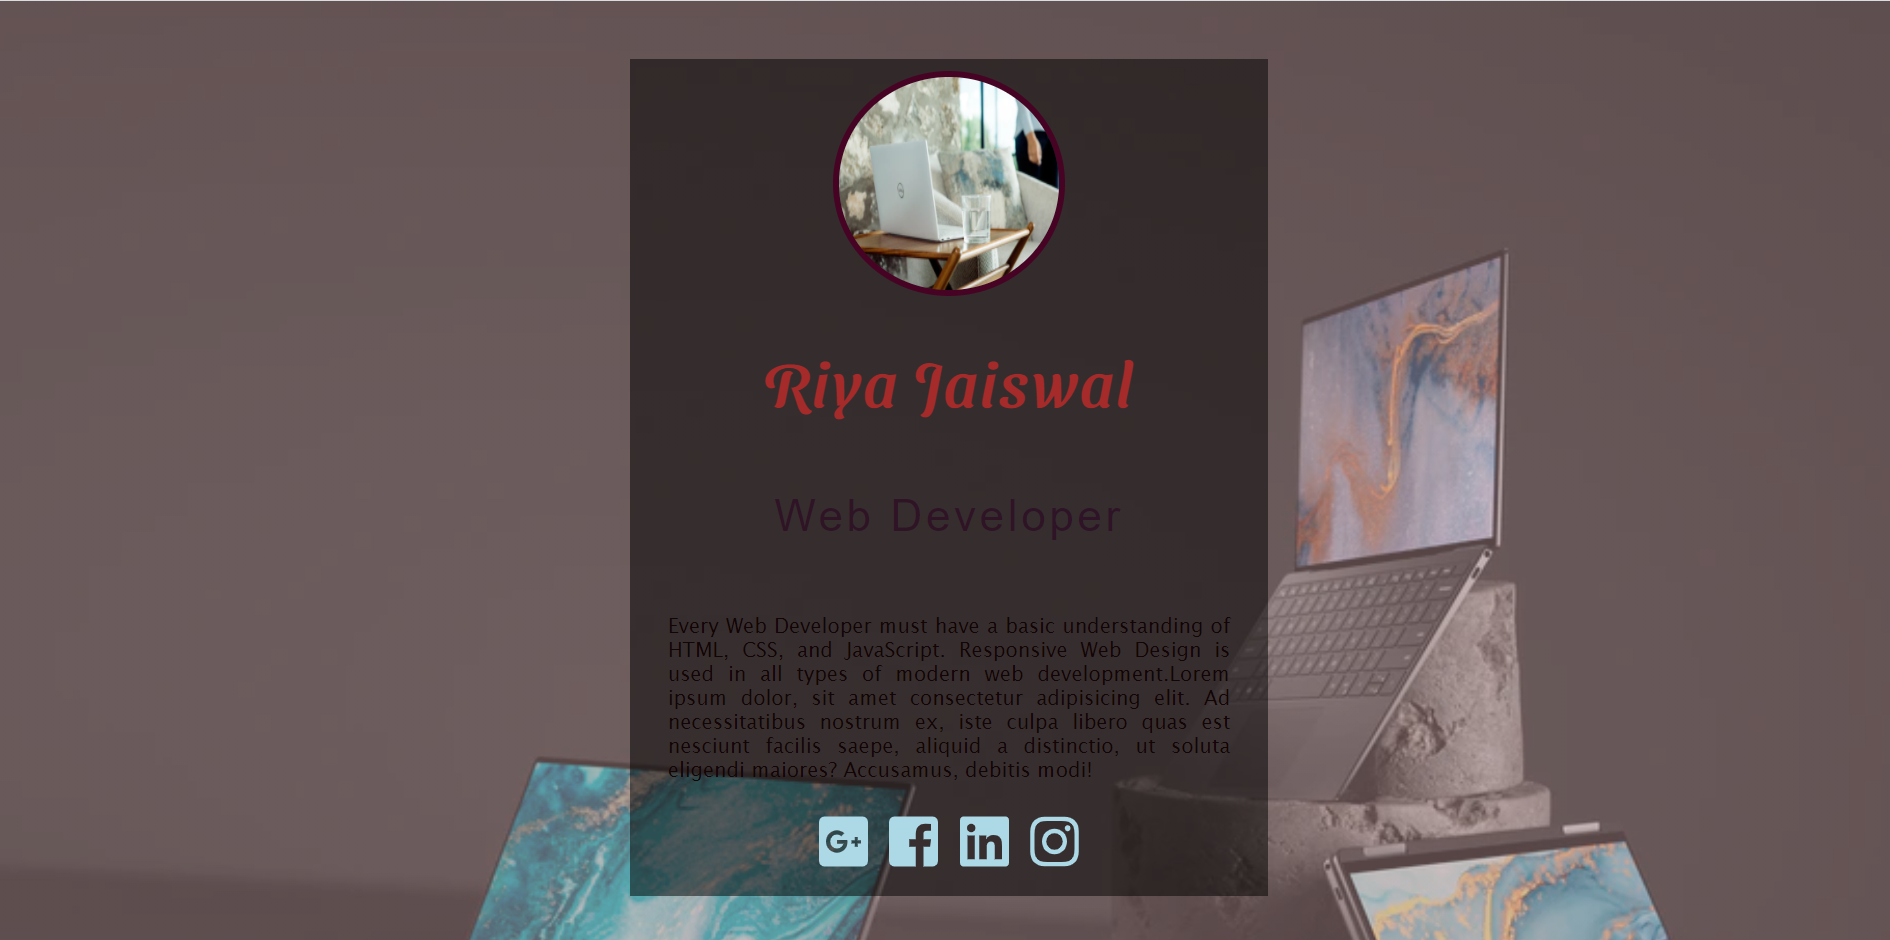 Riya Jaiswal
Web Developer
Every Web Developer must have a basic understanding of
HTML, CSS, and JavaScript. Responsive Web Design is
used in all types of modern web development.Lorem
ipsum dolor, sit amet consectetur adipisicing elit. Ad
necessitatibus nostrum ex, iste culpa libero quas est
nesciunt facilis saepe, aliquid a distinctio, ut soluta
eligendi maiores? Accusamus, debitis modi!
G+ f in